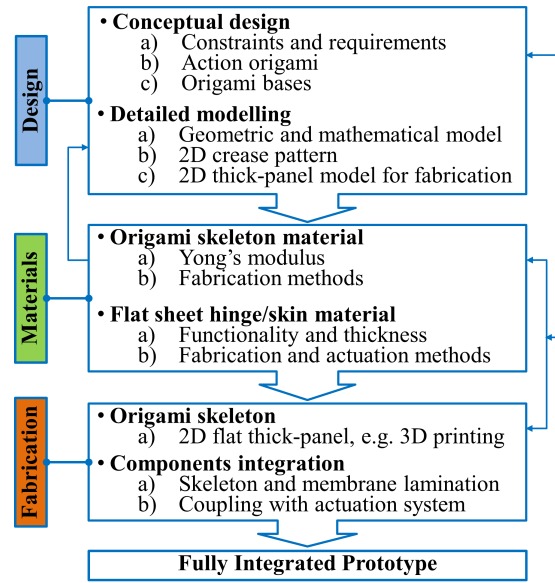 Design
• Conceptual design
a) Constraints and requirements
b) Action origami
c) Origami bases
• Detailed modelling
a) Geometric and mathematical model
b) 2D crease pattern
c) 2D thick-panel model for fabrication
Materials
• Origami skeleton material
a) Yong's modulus
b) Fabrication methods
• Flat sheet hinge/skin material
a) Functionality and thickness
b) Fabrication and actuation methods
Fabrication
• Origami skeleton
a) 2D flat thick-panel, e.g. 3D printing
• Components integration
a) Skeleton and membrane lamination
b) Coupling with actuation system
Fully Integrated Prototype